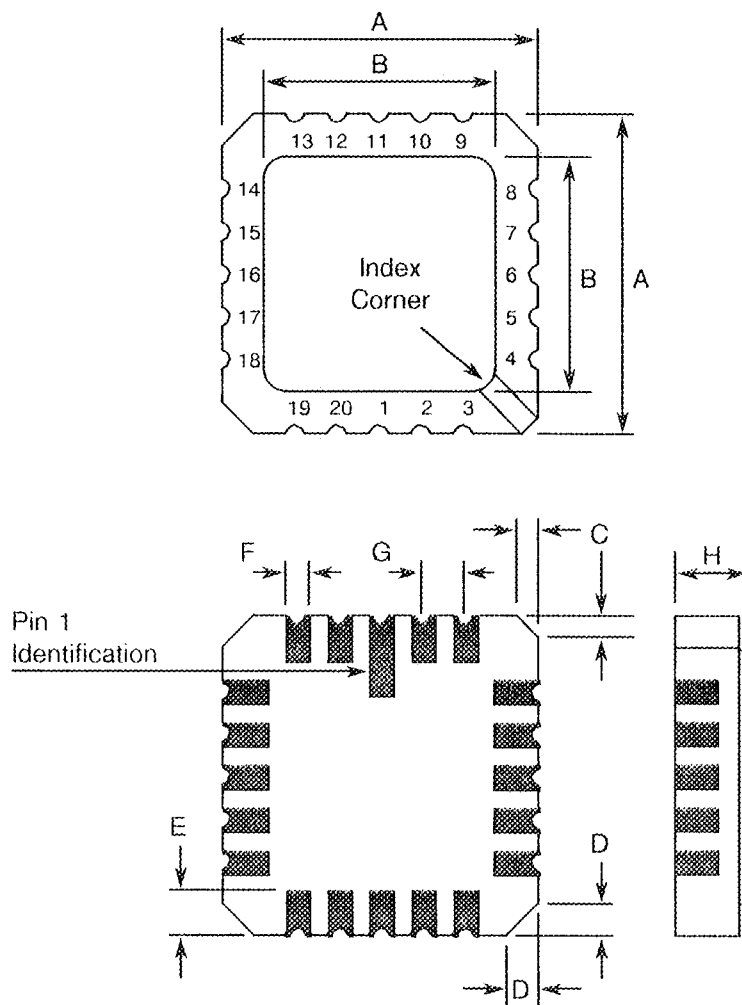 A
B
13 12 11 10 9
14 8
15 7
16 Index 6 B A
17 Corner 5
18 4
19 20 1 2 3
C
F G H
Pin 1
Identification
E
D
D